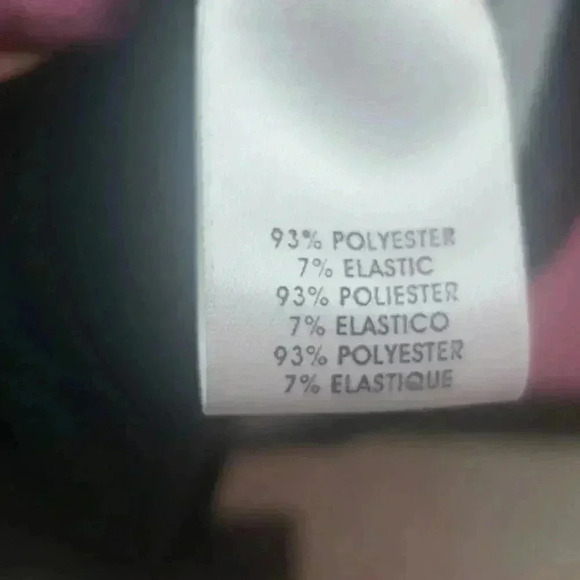 93% POLYESTER
7% ELASTIC
93% POLIESTER
7% ELASTICO
93% POLYESTER
7% ELASTIQUE